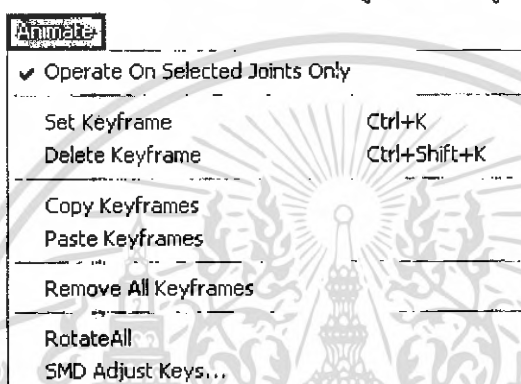 Animate
✔ Operate On Selected Joints Only
Set Keyframe Ctrl+K
Delete Keyframe Ctrl+Shift+K
Copy Keyframes
Paste Keyframes
Remove All Keyframes
RotateAll
SMD Adjust Keys...